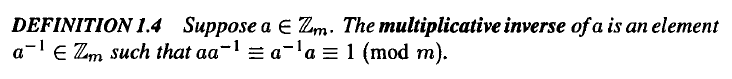 DEFINITION 1.4 Suppose a ∈ ℤm. The multiplicative inverse of a is an element
a⁻¹ ∈ ℤm such that aa⁻¹ ≡ a⁻¹a ≡ 1 (mod m).